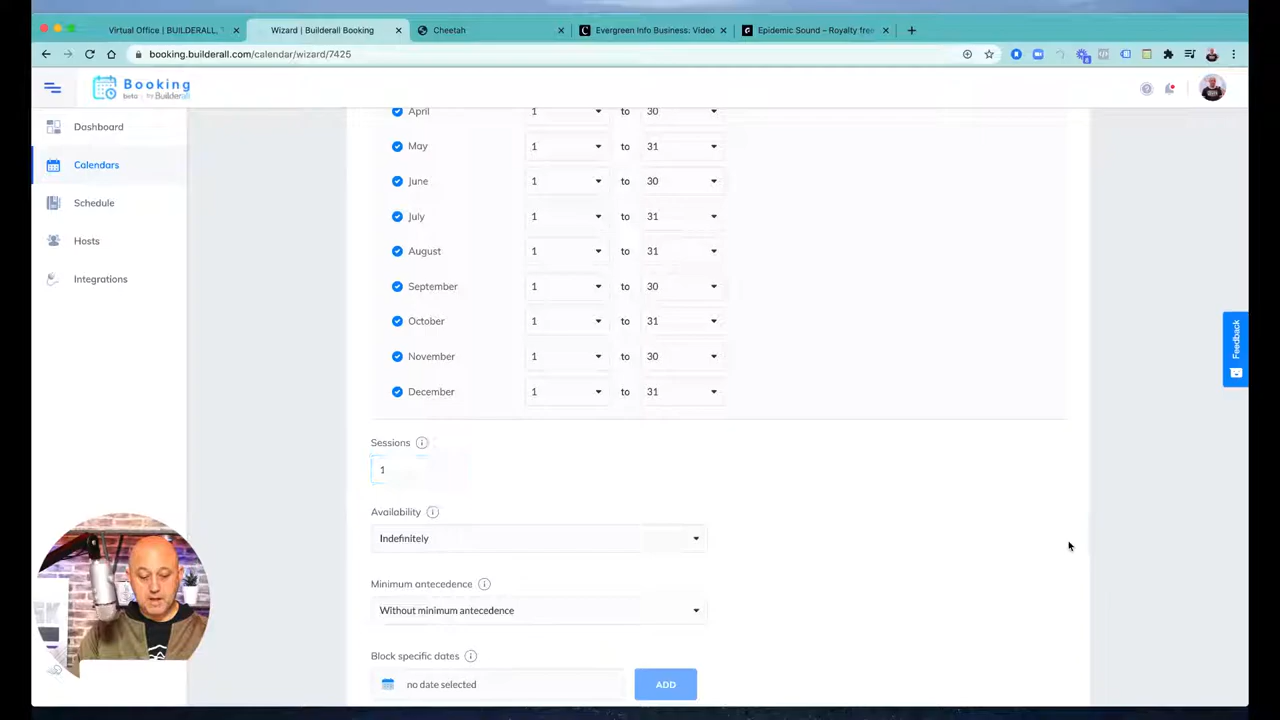 Virtual Office | BUILDERALL, T
Wizard | Builderall Booking
Cheetah
Evergreen Info Business: Video
Epidemic Sound - Royalty free
booking.builderall.com/calendar/wizard/7425
Booking
beta by Builderall
Dashboard
Calendars
Schedule
Hosts
Integrations
April 1 to 30
May 1 to 31
June 1 to 30
July 1 to 31
August 1 to 31
September 1 to 30
October 1 to 31
November 1 to 30
December 1 to 31
Sessions
1
Availability
Indefinitely
Minimum antecedence
Without minimum antecedence
Block specific dates
no date selected
ADD
Feedback